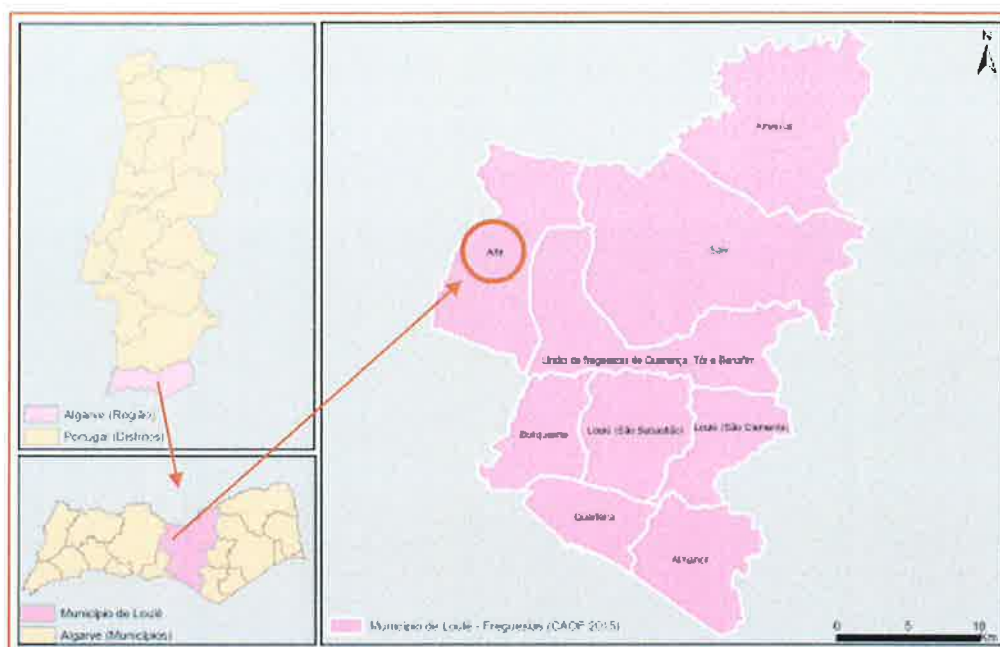 Algarve (Região)
Portugal (Distritos)
Município de Loulé
Algarve (Municípios)
N
Ameixial
Alte
Salir
União de freguesias de Querença, Tôr e Benafim
Boliqueime
Loulé (São Sebastião)
Loulé (São Clemente)
Quarteira
Almancil
Município de Loulé - Freguesias (CAOP 2015)
0 5 10
Km